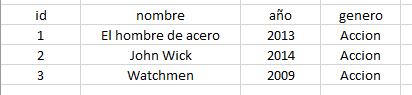 id nombre año genero
1 El hombre de acero 2013 Accion
2 John Wick 2014 Accion
3 Watchmen 2009 Accion